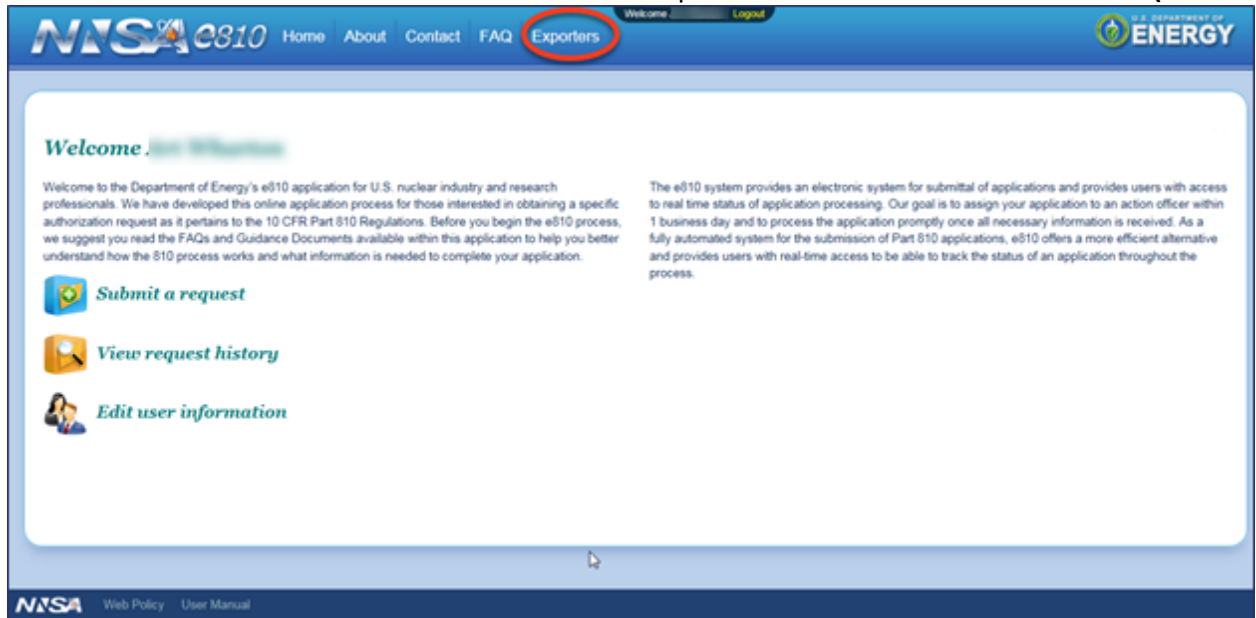 Welcome Logout
NNSA e810 Home About Contact FAQ Exporters
U.S. DEPARTMENT OF
ENERGY
Welcome
Welcome to the Department of Energy's e810 application for U.S. nuclear industry and research
professionals. We have developed this online application process for those interested in obtaining a specific
authorization request as it pertains to the 10 CFR Part 810 Regulations. Before you begin the e810 process,
we suggest you read the FAQs and Guidance Documents available within this application to help you better
understand how the 810 process works and what information is needed to complete your application.
Submit a request
View request history
Edit user information
The e810 system provides an electronic system for submittal of applications and provides users with access
to real time status of application processing. Our goal is to assign your application to an action officer within
1 business day and to process the application promptly once all necessary information is received. As a
fully automated system for the submission of Part 810 applications, e810 offers a more efficient alternative
and provides users with real-time access to be able to track the status of an application throughout the
process.
NNSA Web Policy User Manual